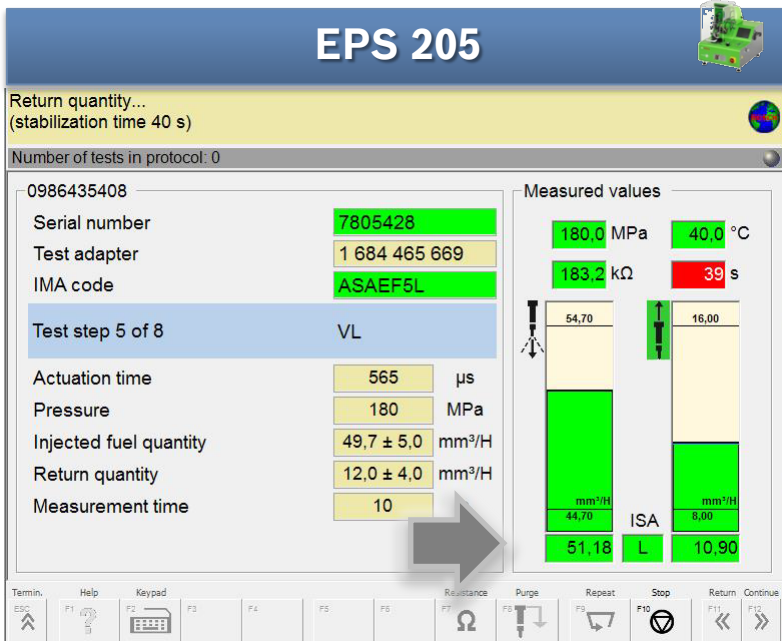 EPS 205
Return quantity...
(stabilization time 40 s)
Number of tests in protocol: 0
0986435408
Serial number 7805428
Test adapter 1 684 465 669
IMA code ASAEF5L
Test step 5 of 8 VL
Actuation time 565 µs
Pressure 180 MPa
Injected fuel quantity 49,7 ± 5,0 mm³/H
Return quantity 12,0 ± 4,0 mm³/H
Measurement time 10
Measured values
180,0 MPa 40,0 °C
183,2 kΩ 39 s
54,70 16,00
mm³/H mm³/H
44,70 ISA 8,00
51,18 L 10,90
Termin. Help Keypad Resistance Purge Repeat Stop Return Continue
ESC F1 F2 F3 F4 F5 F6 F7 F8 F9 F10 F11 F12
Ω